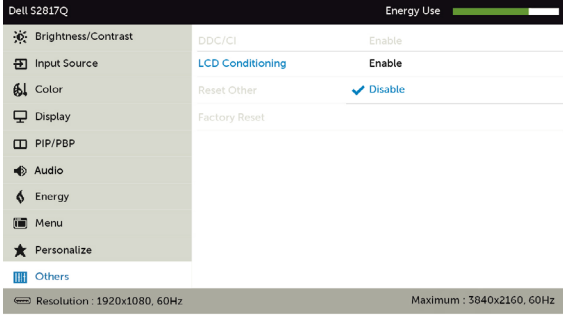 Dell S2817Q Energy Use
Brightness/Contrast DDC/CI Enable
Input Source LCD Conditioning Enable
Color Reset Other Disable
Display Factory Reset
PIP/PBP
Audio
Energy
Menu
Personalize
Others
Resolution : 1920x1080, 60Hz Maximum : 3840x2160, 60Hz